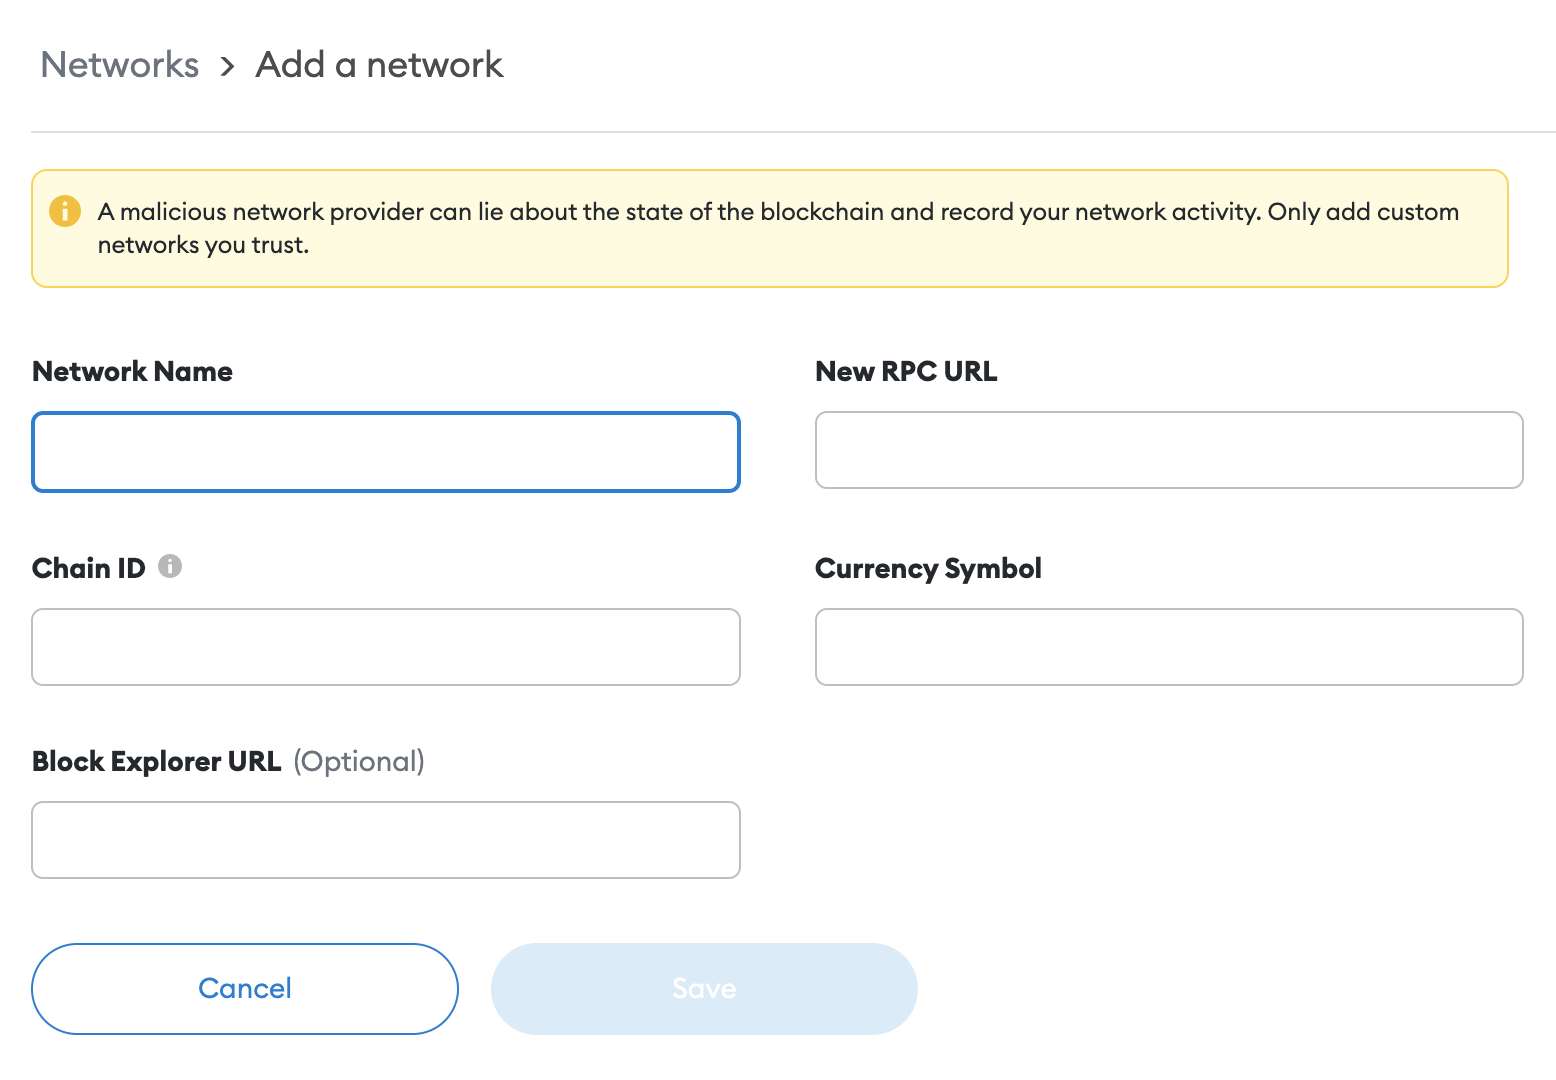 Networks > Add a network
A malicious network provider can lie about the state of the blockchain and record your network activity. Only add custom
networks you trust.
Network Name
New RPC URL
Chain ID
Currency Symbol
Block Explorer URL (Optional)
Cancel
Save